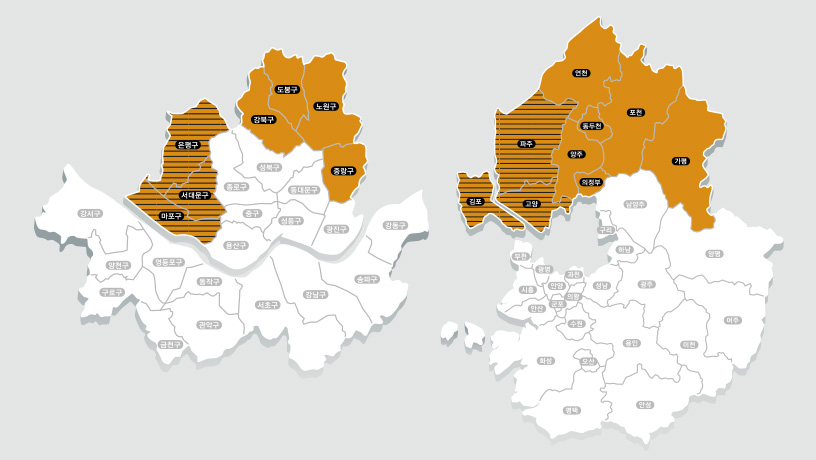 도봉구
노원구
강북구
은평구
중랑구
성북구
서대문구
종로구
동대문구
마포구
중구
강서구
성동구
광진구
강동구
용산구
양천구
영등포구
동작구
송파구
구로구
강남구
서초구
관악구
금천구
연천
포천
동두천
파주
양주
가평
의정부
김포
고양
남양주
구리
하남
양평
부천
광명
과천
시흥
안양
성남
광주
의왕
안산
군포
수원
여주
용인
이천
화성
오산
평택
안성